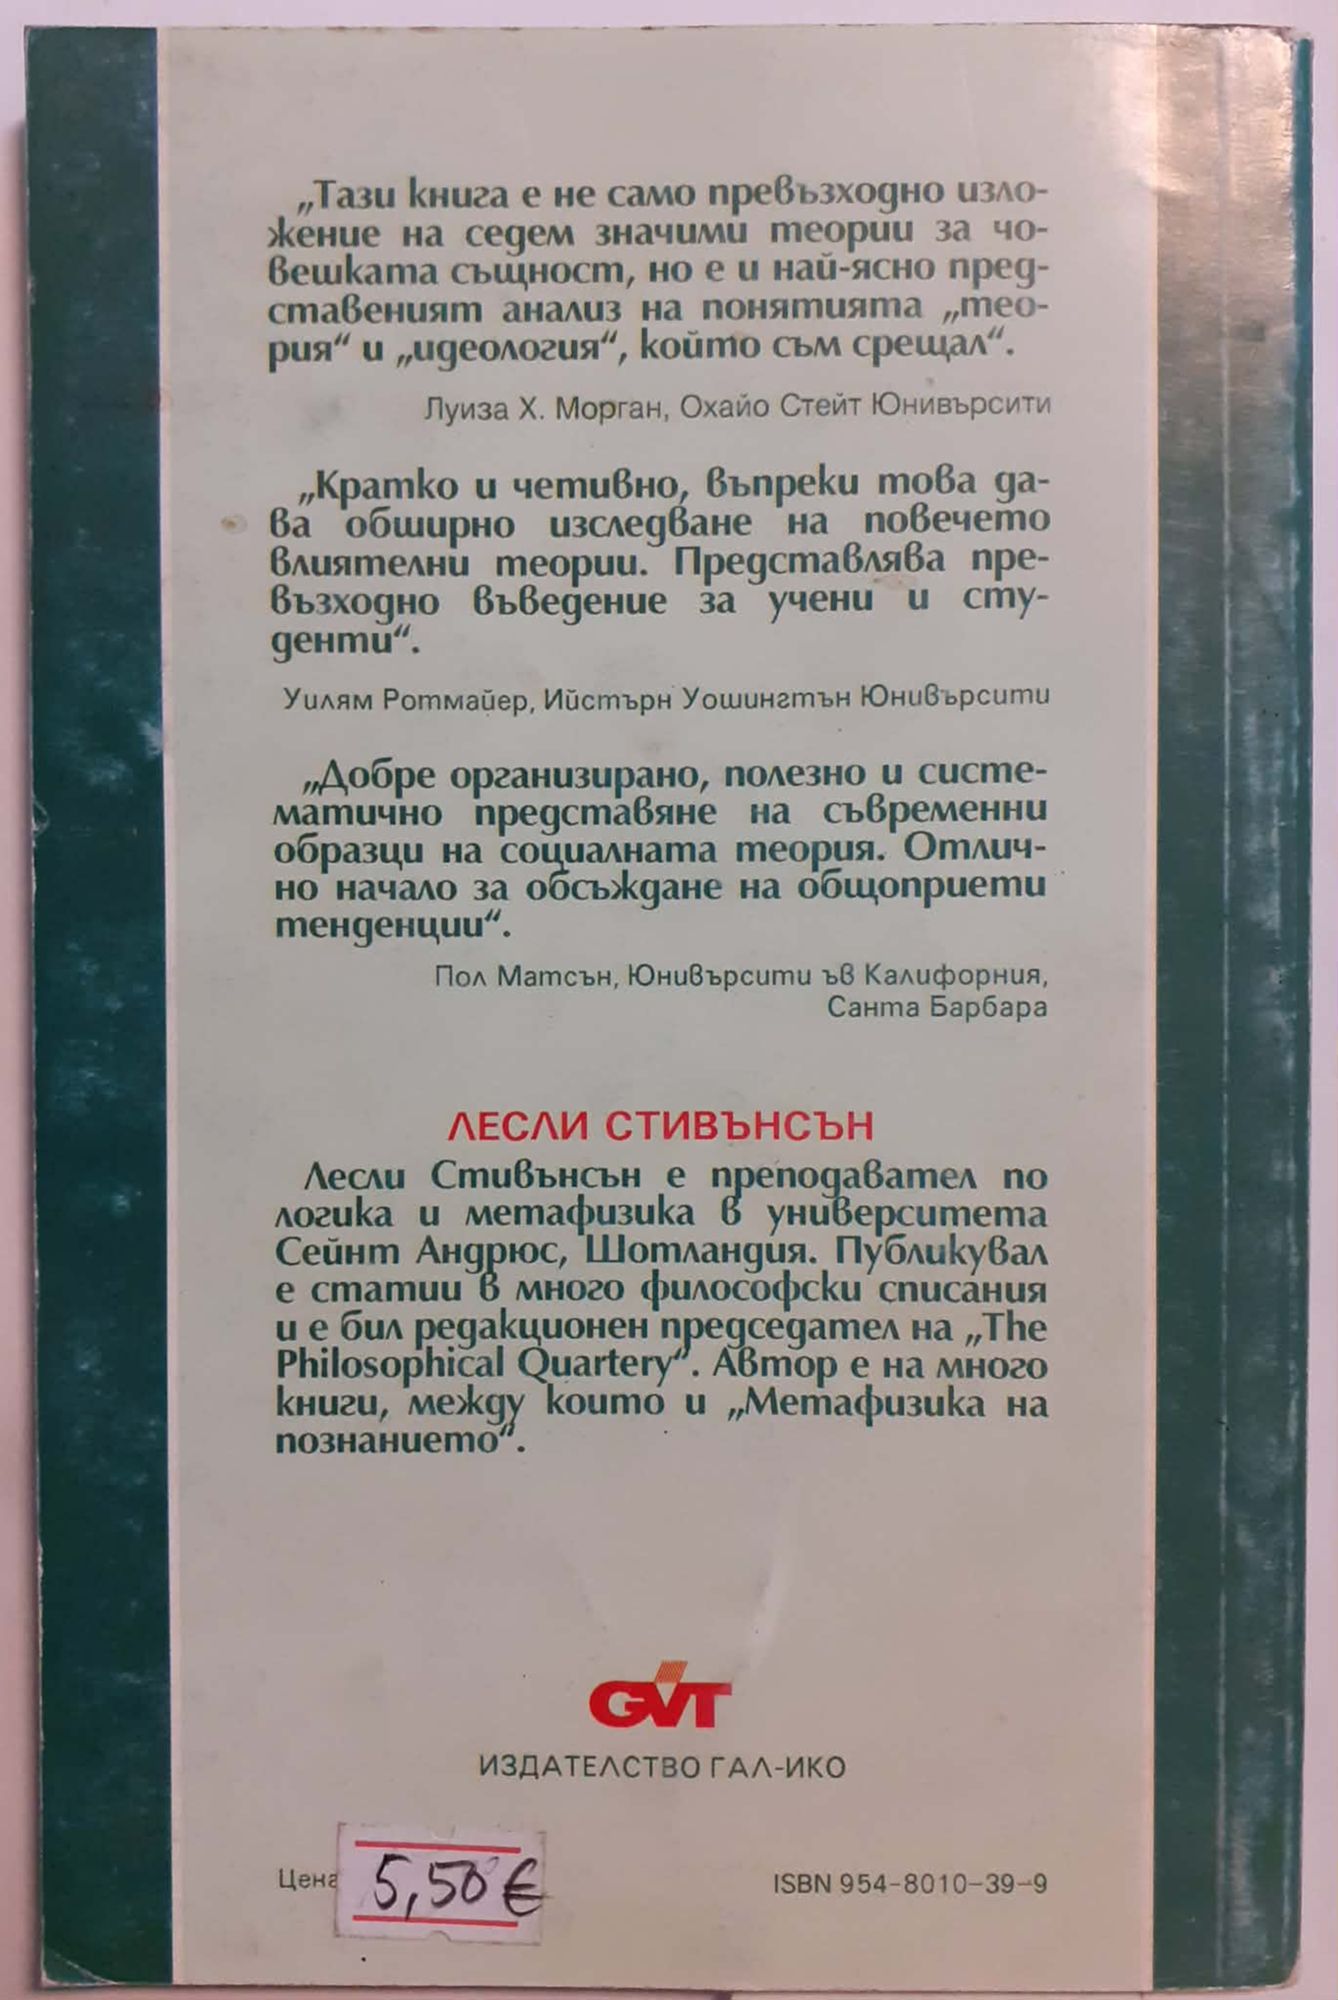 „Тази книга е не само превъзходно изло-
жение на седем значими теории за чо-
вешката същност, но е и най-ясно пред-
ставеният анализ на понятията „тео-
рия“ и „идеология“, който съм срещал“.
Луиза Х. Морган, Охайо Стейт Юнивърсити
„Кратко и четивно, въпреки това да-
ва обширно изследване на повечето
влиятелни теории. Представлява пре-
възходно въведение за учени и сту-
денти“.
Уилям Ротмайер, Ийстърн Уошингтън Юнивърсити
„Добре организирано, полезно и систе-
матично представяне на съвременни
образци на социалната теория. Отлич-
но начало за обсъждане на общоприети
тенденции“.
Пол Матсън, Юнивърсити ъв Калифорния,
Санта Барбара
ЛЕСЛИ СТИВЪНСЪН
Лесли Стивънсън е преподавател по
логика и метафизика в университета
Сейнт Андрюс, Шотландия. Публикувал
е статии в много философски списания
и е бил редакционен председател на „The
Philosophical Quartery“. Автор е на много
книги, между които и „Метафизика на
познанието“.
GVT
ИЗДАТЕЛСТВО ГАЛ-ИКО
Цена 5,50 €
ISBN 954-8010-39-9